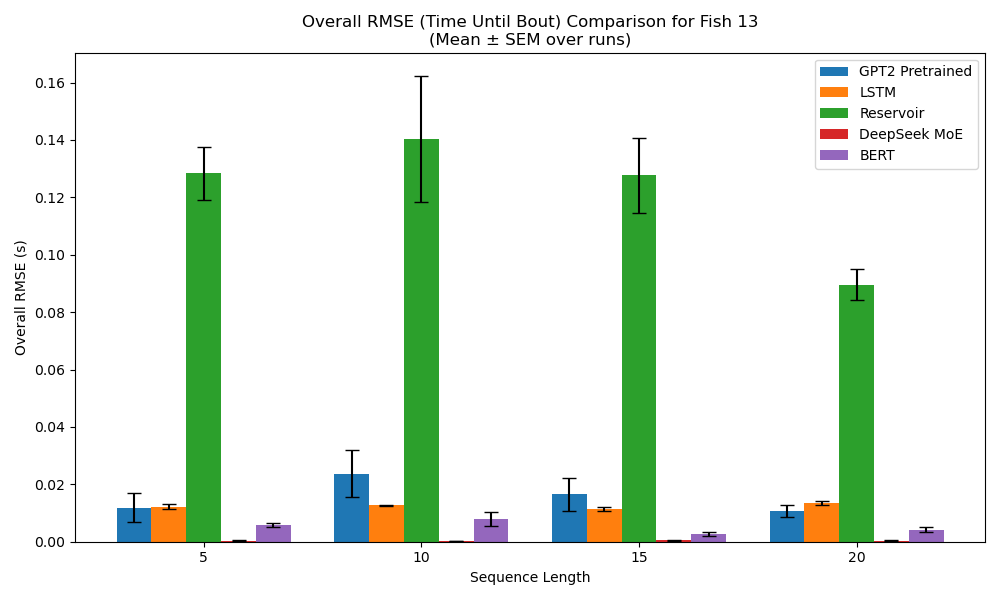 Overall RMSE (Time Until Bout) Comparison for Fish 13
(Mean ± SEM over runs)
GPT2 Pretrained
LSTM
Reservoir
DeepSeek MoE
BERT
Overall RMSE (s)
0.16
0.14
0.12
0.10
0.08
0.06
0.04
0.02
0.00
5
10
15
20
Sequence Length